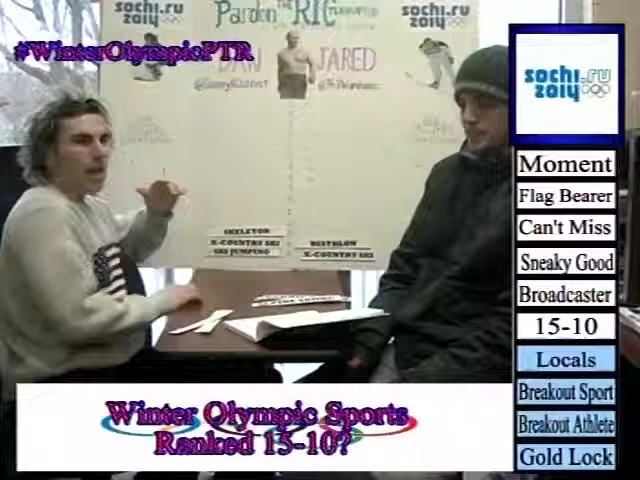 sochi.ru
2014
Pardon THE RIC
sochi.ru
2014
#WinterOlympicPTR
DAN
JARED
sochi.ru
2014
Moment
Flag Bearer
Can't Miss
Sneaky Good
Broadcaster
15-10
Locals
Breakout Sport
Breakout Athlete
Gold Lock
SKELETON
X-COUNTRY SKI
SKI JUMPING
BIATHLON
X-COUNTRY SKI
Winter Olympic Sports
Ranked 15-10?